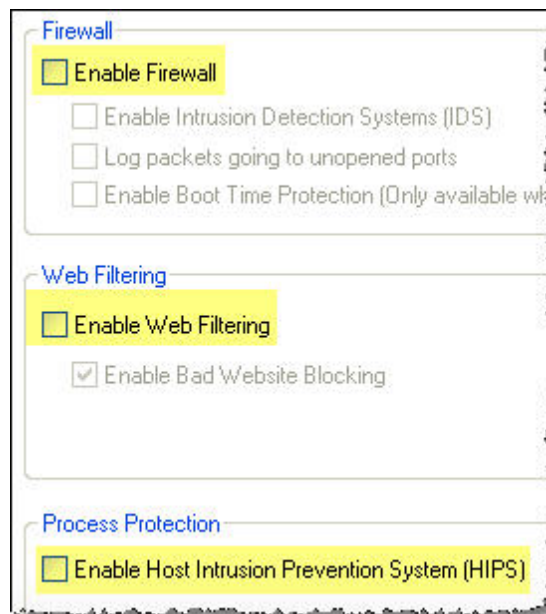 Firewall
Enable Firewall
Enable Intrusion Detection Systems (IDS)
Log packets going to unopened ports
Enable Boot Time Protection (Only available
Web Filtering
Enable Web Filtering
Enable Bad Website Blocking
Process Protection
Enable Host Intrusion Prevention System (HIPS)